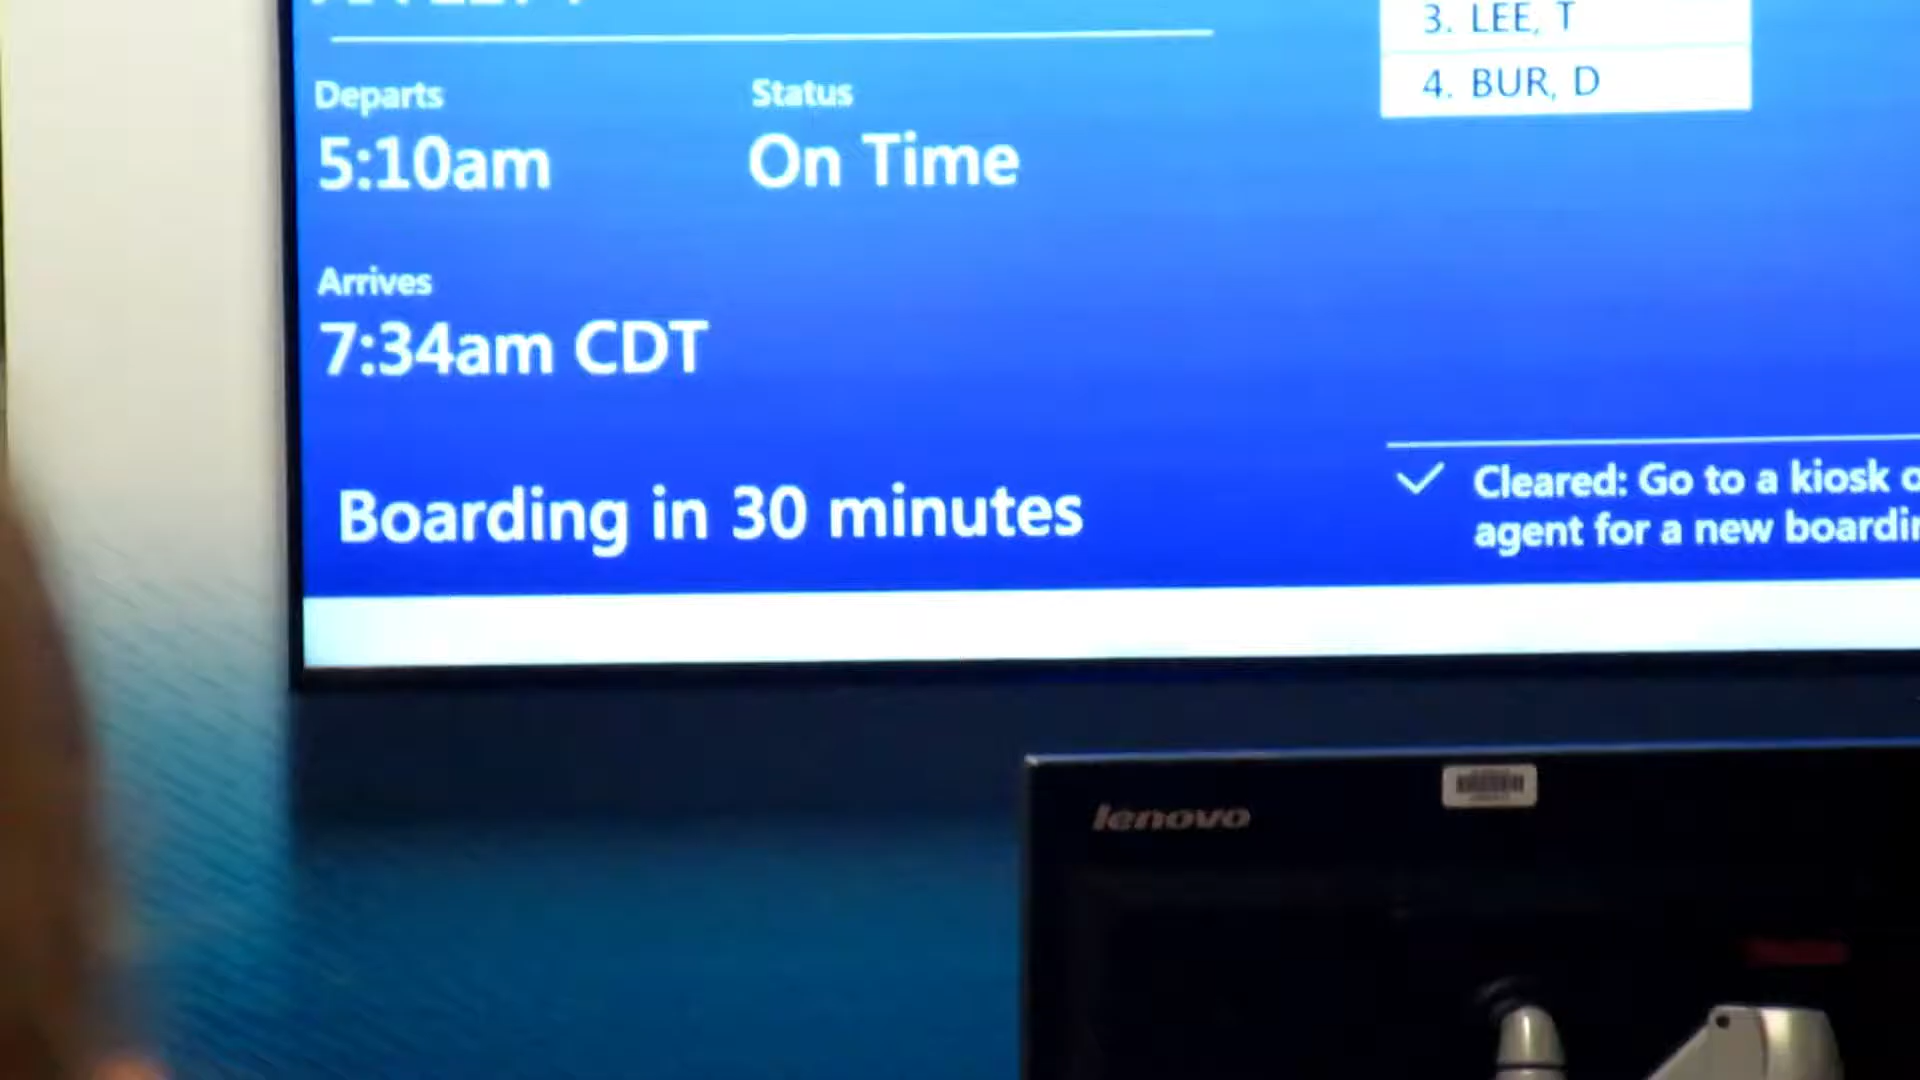 3. LEE, T
4. BUR, D
Departs
Status
5:10am
On Time
Arrives
7:34am CDT
Boarding in 30 minutes
Cleared: Go to a kiosk
agent for a new
lenovo